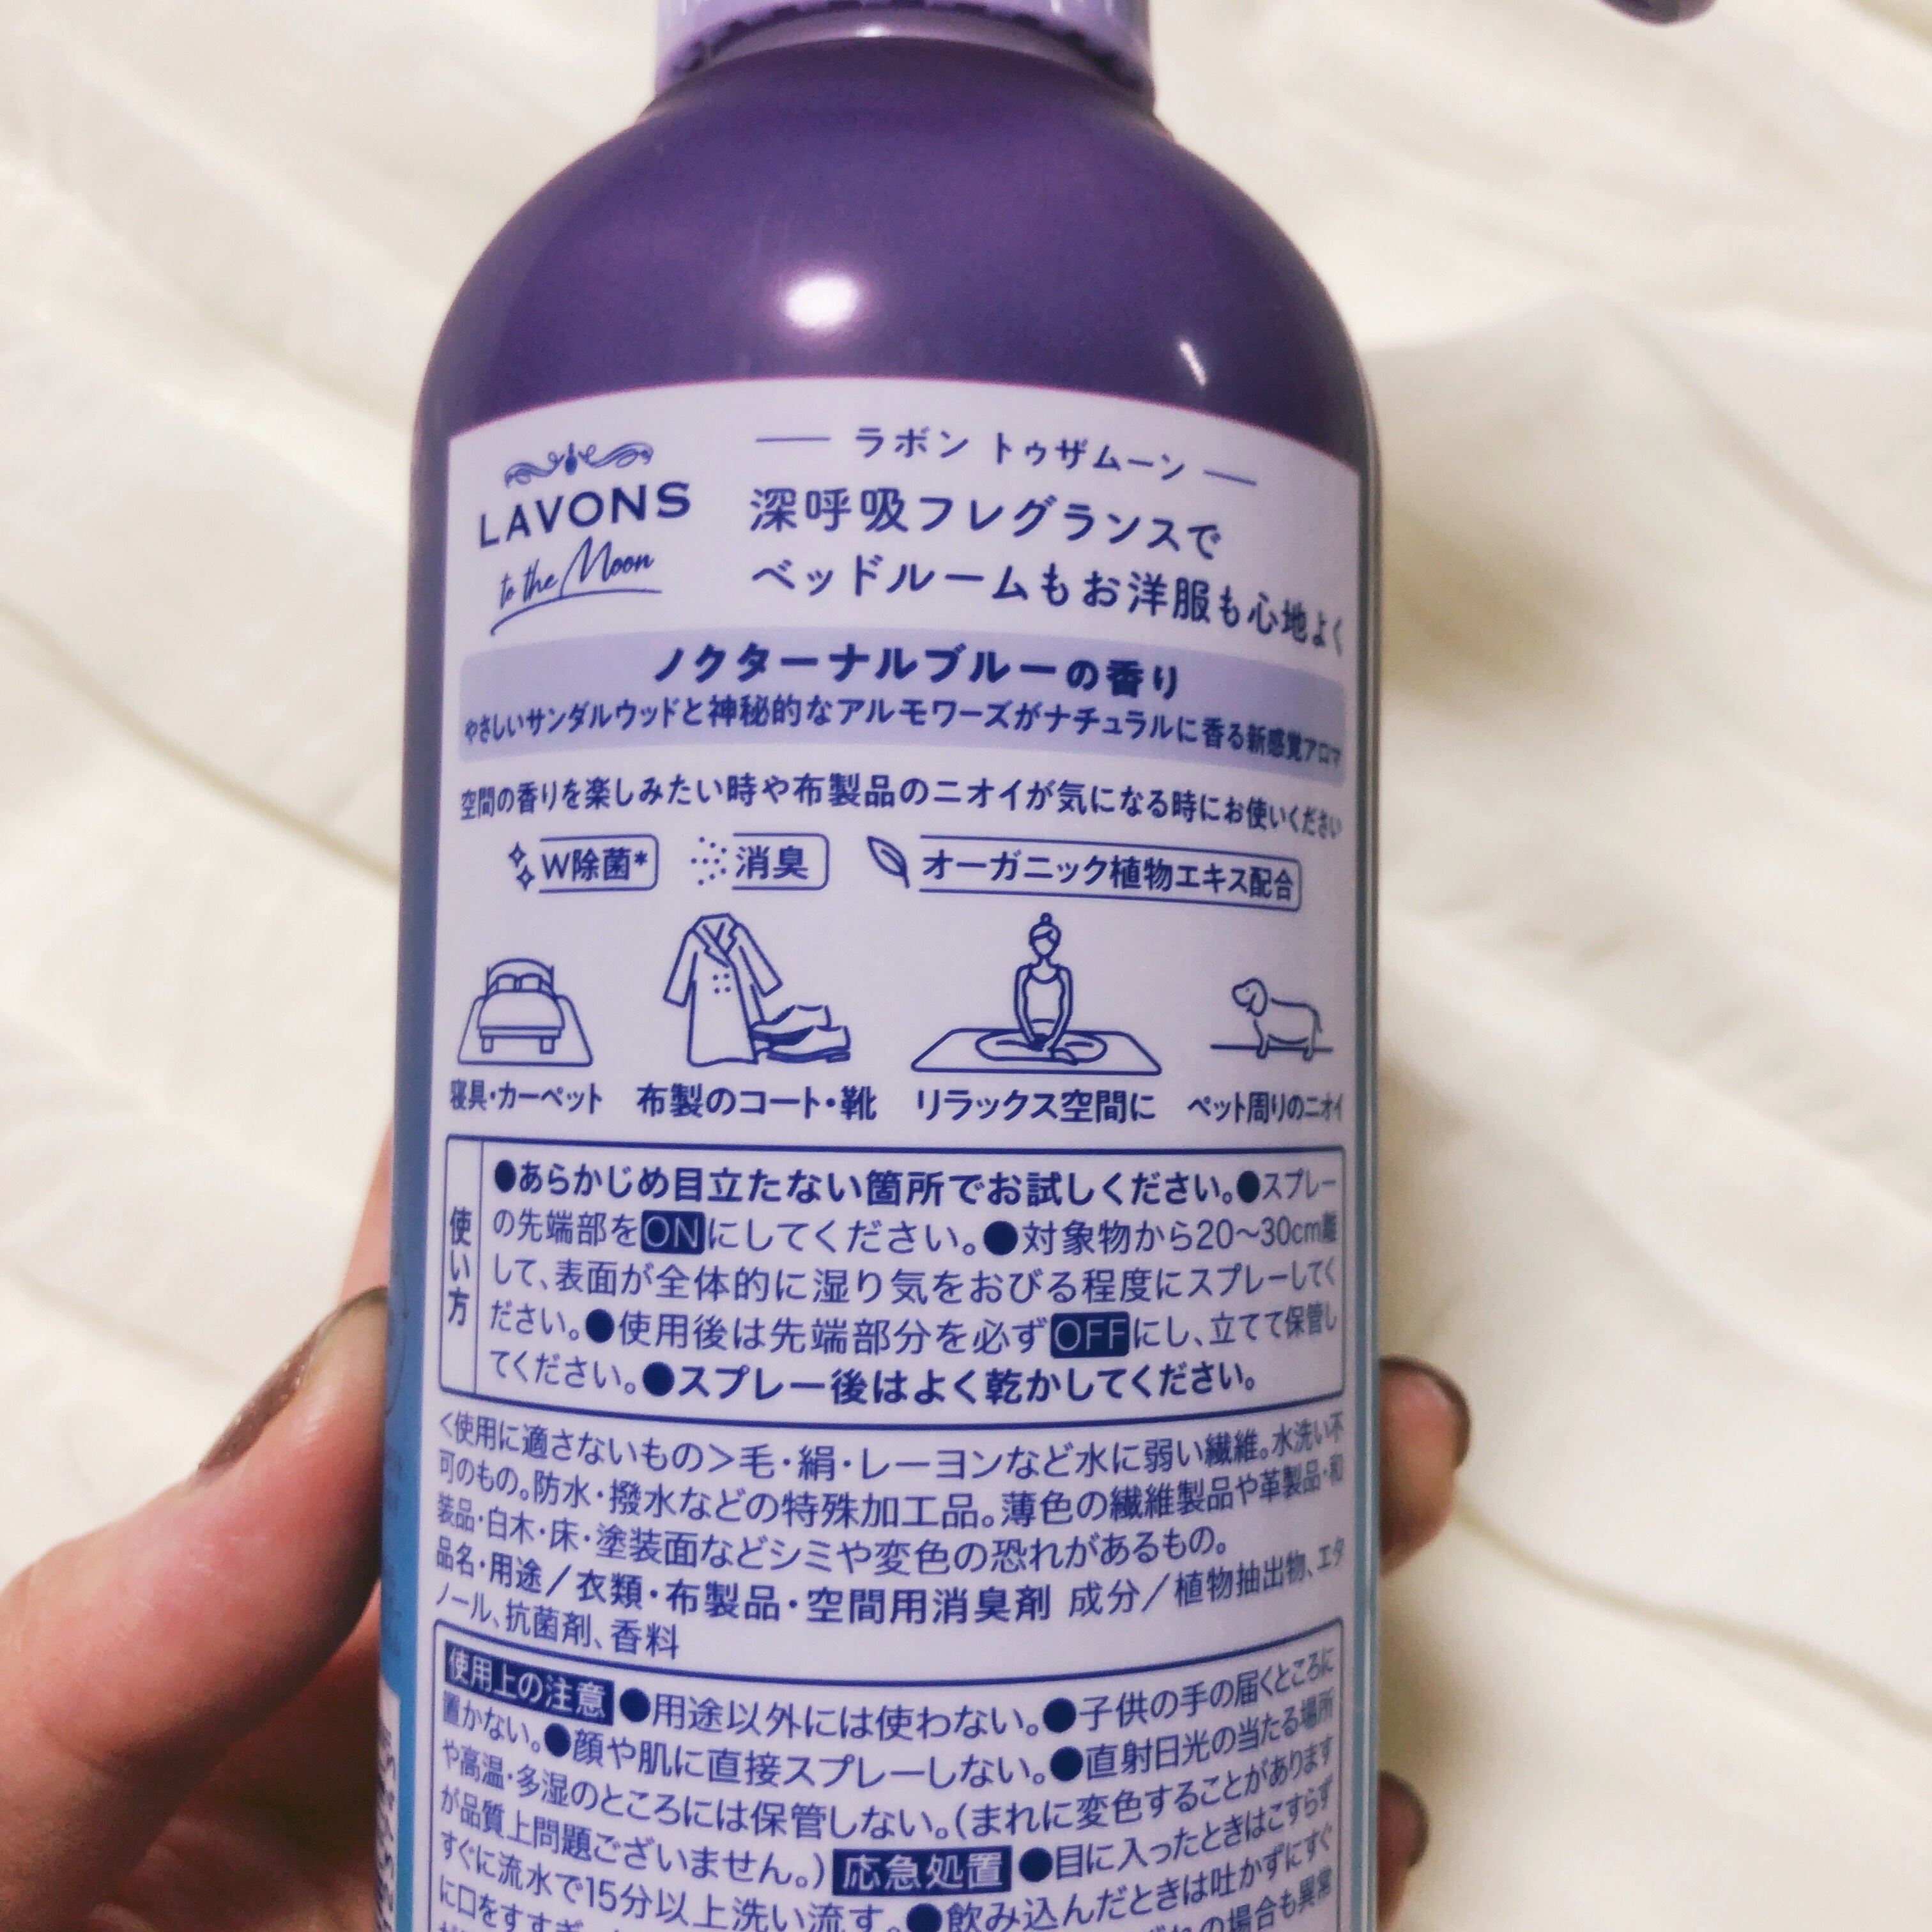 LAVONS
to the Moon
ラボン トゥザムーン
深呼吸フレグランスで
ベッドルームもお洋服も心地よく
ノクターナルブルーの香り
やさしいサンダルウッドと神秘的なアルモワーズがナチュラルに香る新感覚アロマ
空間の香りを楽しみたい時や布製品のニオイが気になる時にお使いください
W除菌* 消臭 オーガニック植物エキス配合
寝具・カーペット 布製のコート・靴 リラックス空間に ペット周りのニオイ
使い方
●あらかじめ目立たない箇所でお試しください。●スプレー
の先端部をONにしてください。●対象物から20〜30cm離
して、表面が全体的に湿り気をおびる程度にスプレーしてく
ださい。●使用後は先端部分を必ずOFFにし、立てて保管し
てください。●スプレー後はよく乾かしてください。
＜使用に適さないもの＞毛・絹・レーヨンなど水に弱い繊維。水洗い不
可のもの。防水・撥水などの特殊加工品。薄色の繊維製品や革製品・和
装品・白木・床・塗装面などシミや変色の恐れがあるもの。
品名・用途／衣類・布製品・空間用消臭剤 成分／植物抽出物、エタ
ノール、抗菌剤、香料
使用上の注意 ●用途以外には使わない。●子供の手の届くところに
置かない。●顔や肌に直接スプレーしない。●直射日光の当たる場所
や高温・多湿のところには保管しない。(まれに変色することがあります
が品質上問題ございません。) 応急処置 ●目に入ったときはこすらず
すぐに流水で15分以上洗い流す。●飲み込んだときは吐かずにすぐ
に口をすすぎ の場合も異常